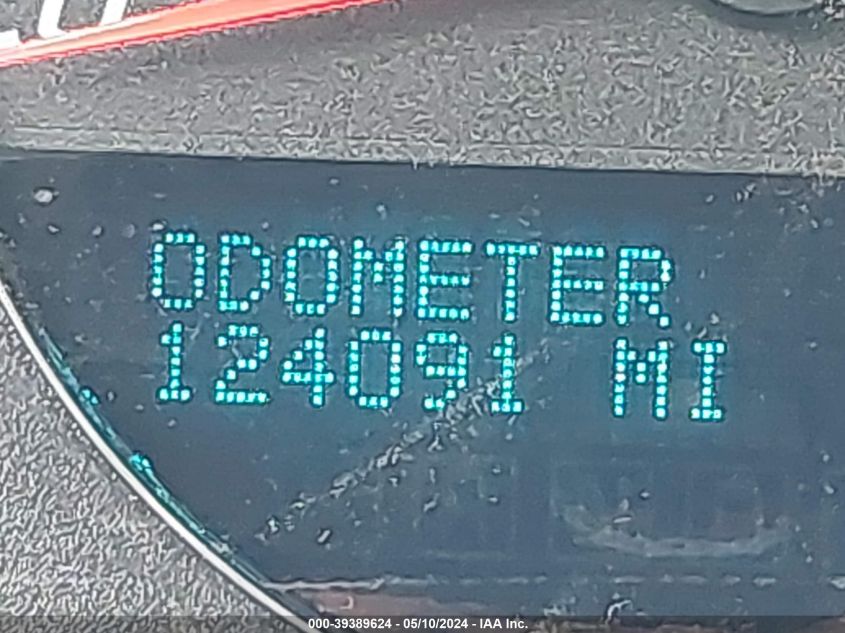 ODOMETER
124091 MI
000-39389624 - 05/10/2024 - IAA Inc.